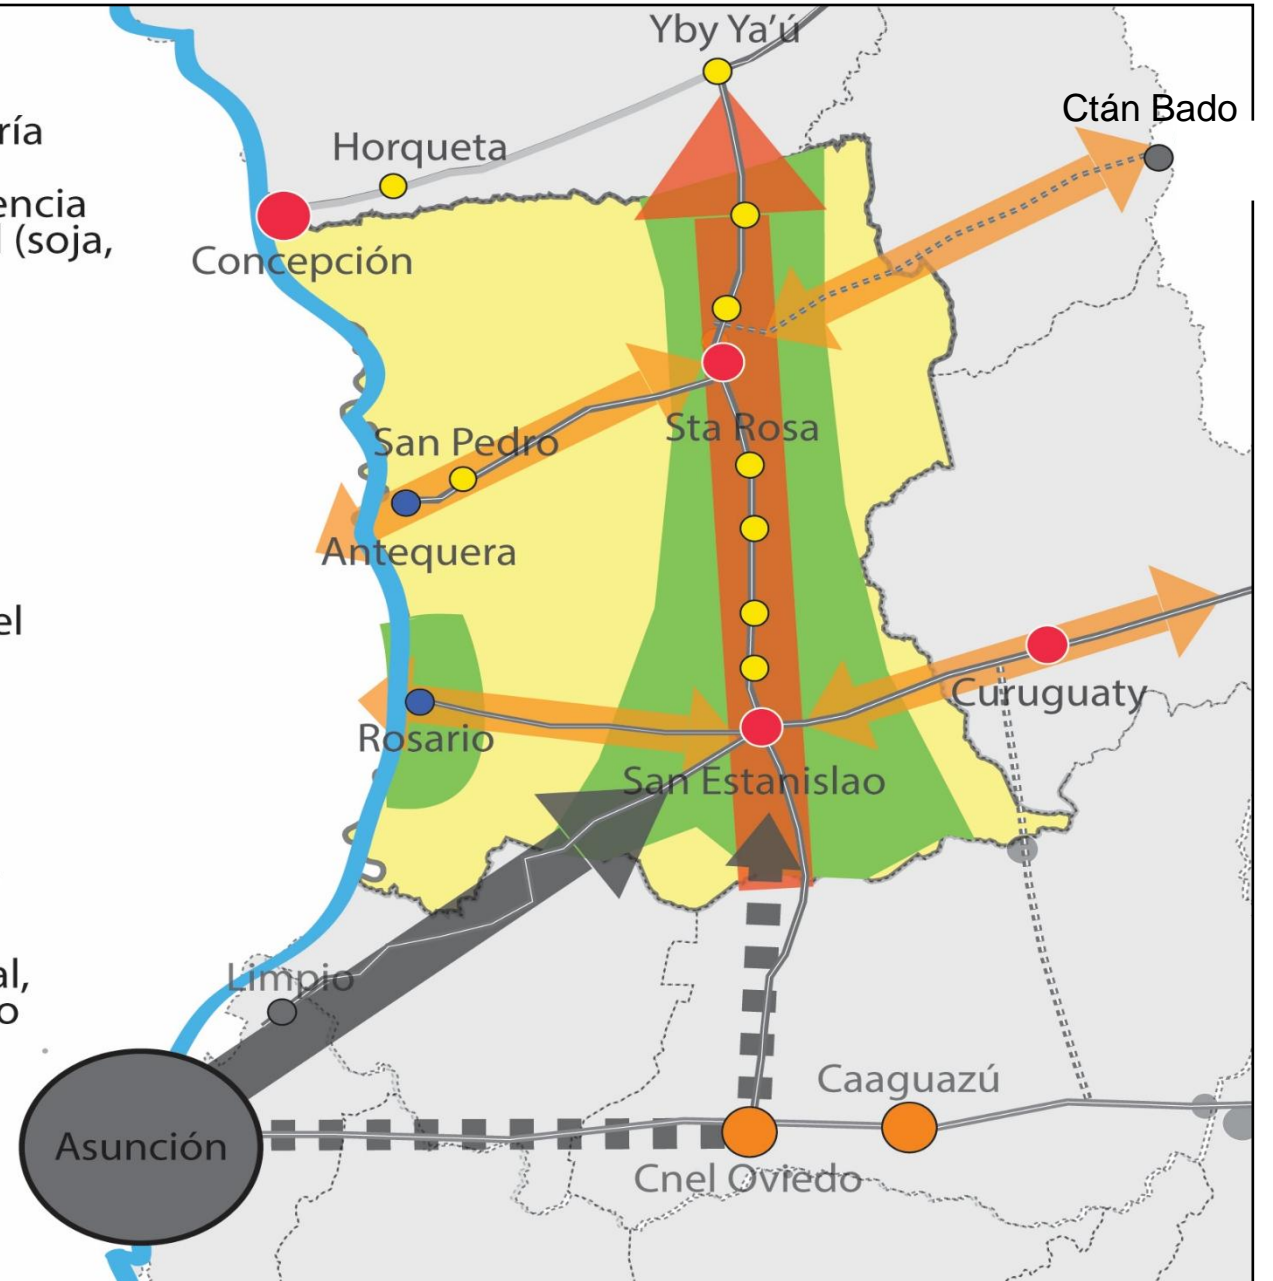 Yby Ya'ú
Ctán Bado
ría
Horqueta
encia
l (soja,
Concepción
Sta Rosa
San Pedro
Antequera
el
Curuguaty
Rosario
San Estanislao
al,
Limpio
o
Caaguazú
Asunción
Cnel Oviedo